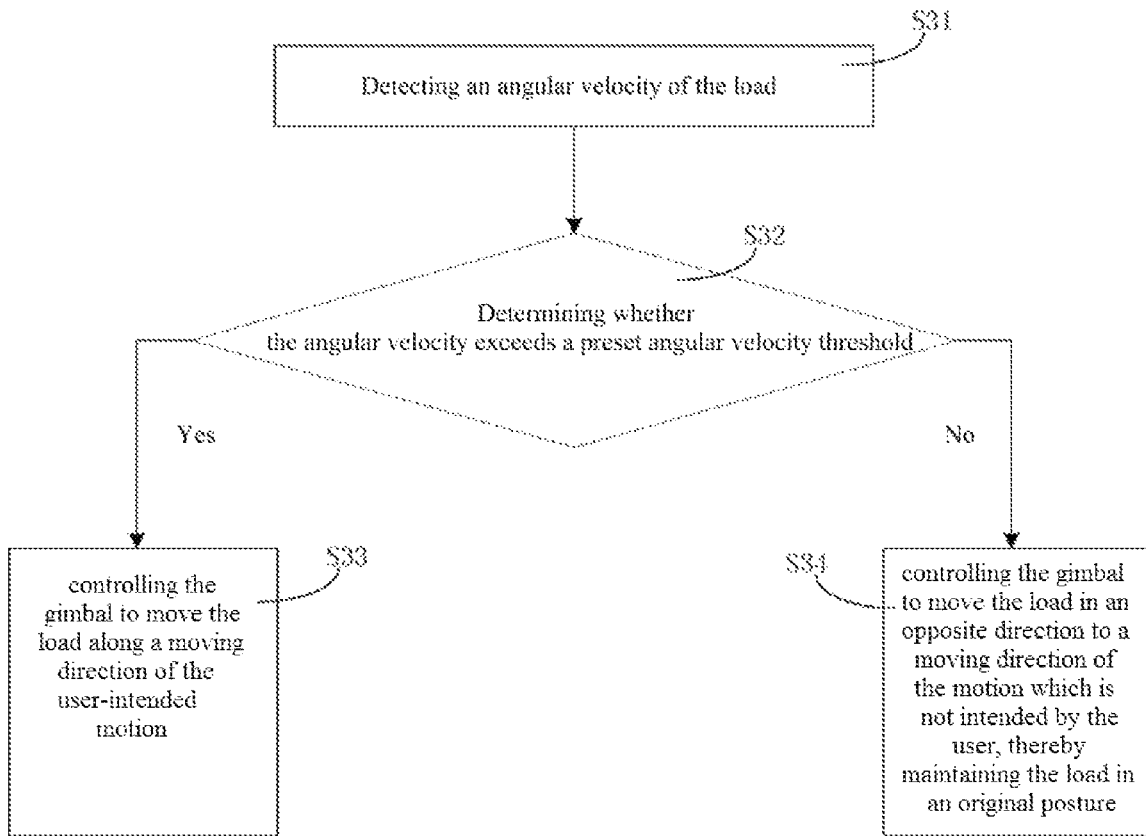 S31
Detecting an angular velocity of the load
S32
Determining whether
the angular velocity exceeds a preset angular velocity threshold
Yes
No
S33
controlling the
gimbal to move the
load along a moving
direction of the
user-intended
motion
S34
controlling the gimbal
to move the load in an
opposite direction to a
moving direction of
the motion which is
not intended by the
user, thereby
maintaining the load in
an original posture